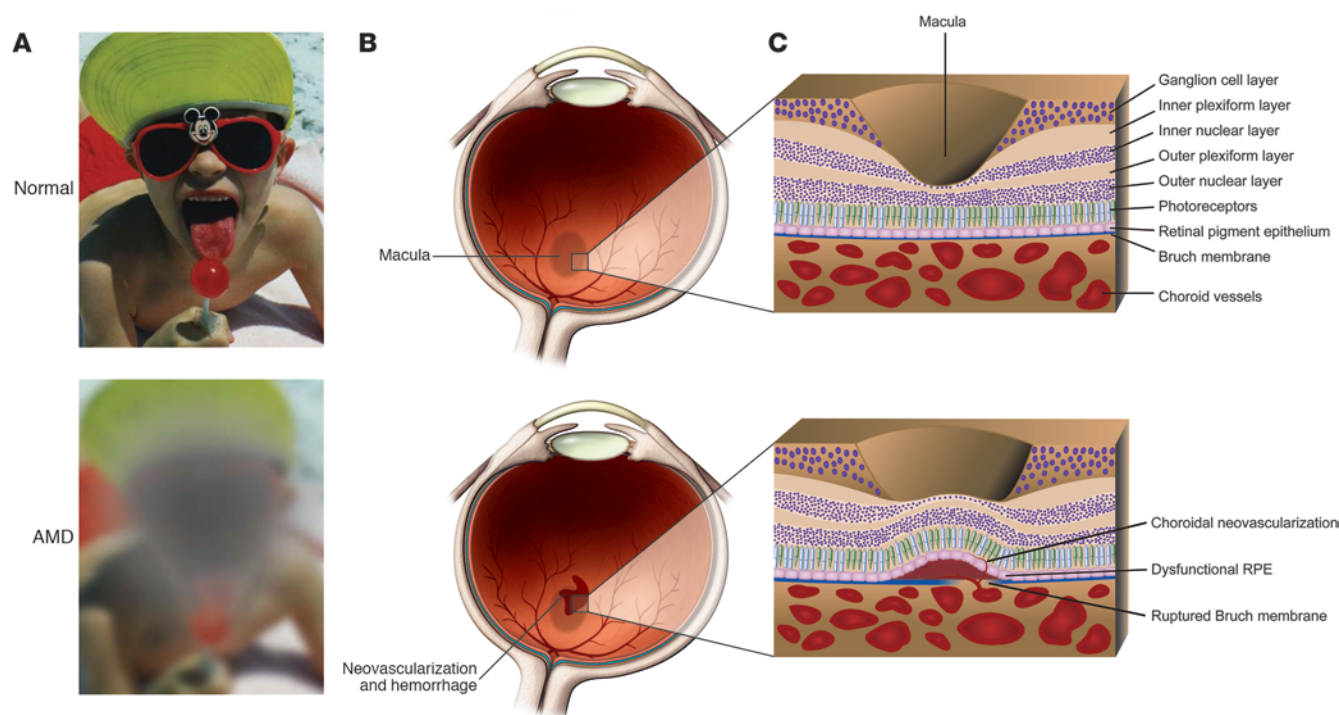 A
B
C
Normal
Macula
Macula
Ganglion cell layer
Inner plexiform layer
Inner nuclear layer
Outer plexiform layer
Outer nuclear layer
Photoreceptors
Retinal pigment epithelium
Bruch membrane
Choroid vessels
AMD
Neovascularization
and hemorrhage
Choroidal neovascularization
Dysfunctional RPE
Ruptured Bruch membrane